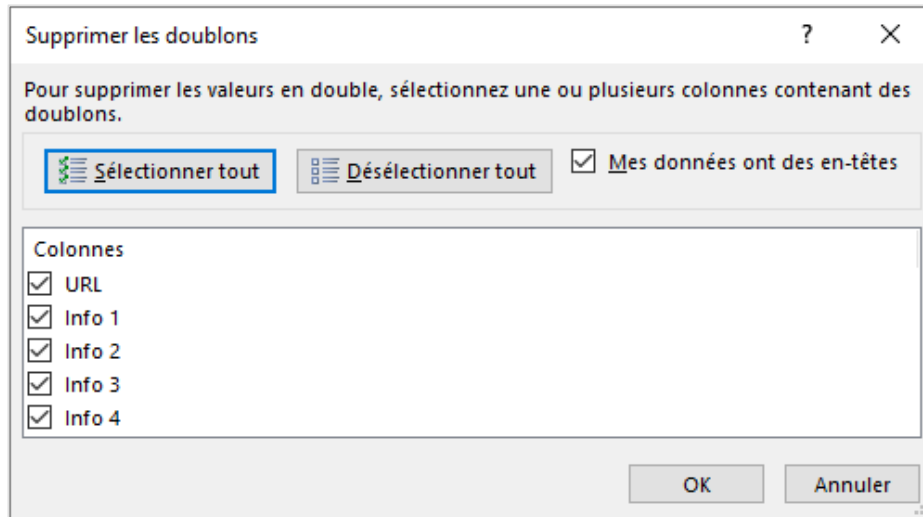 Supprimer les doublons
?
Pour supprimer les valeurs en double, sélectionnez une ou plusieurs colonnes contenant des
doublons.
Sélectionner tout
Désélectionner tout
Mes données ont des en-têtes
Colonnes
URL
Info 1
Info 2
Info 3
Info 4
OK
Annuler